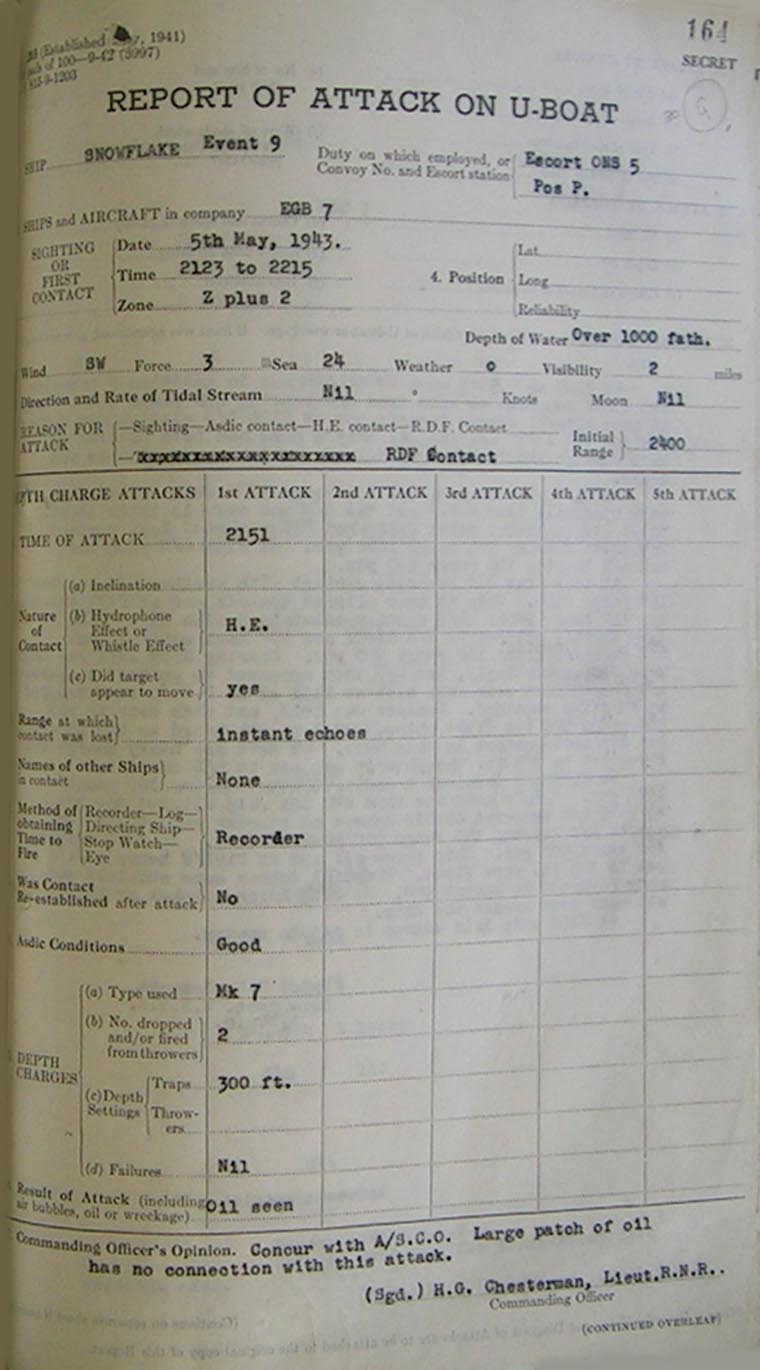 164
(Established May, 1941)
of 100—9-42 (3997)
SECRET
REPORT OF ATTACK ON U-BOAT
SHIP SNOWFLAKE Event 9
Duty on which employed, or Convoy No. and Escort station Escort ONS 5
Pos P.
SHIPS and AIRCRAFT in company EGB 7
SIGHTING OR FIRST CONTACT
Date 5th May, 1943.
Time 2123 to 2215
Zone Z plus 2
4. Position
Lat.
Long
Reliability
Depth of Water Over 1000 fath.
Wind SW Force 3 Sea 24 Weather o Visibility 2 miles
Direction and Rate of Tidal Stream Nil ° Knots Moon Nil
REASON FOR ATTACK
—Sighting—Asdic contact—H.E. contact—R.D.F. Contact
— xxxxxxxxxxxxxxxxxxxxxxx RDF Contact
Initial Range 2400
DEPTH CHARGE ATTACKS 1st ATTACK 2nd ATTACK 3rd ATTACK 4th ATTACK 5th ATTACK
TIME OF ATTACK 2151
Nature of Contact
(a) Inclination
(b) Hydrophone Effect or Whistle Effect H.E.
(c) Did target appear to move yes
Range at which contact was lost instant echoes
Names of other Ships in contact None
Method of obtaining Time to Fire
Recorder—Log—
Directing Ship—
Stop Watch—
Eye
Recorder
Was Contact Re-established after attack No
Asdic Conditions Good
DEPTH CHARGES
(a) Type used Mk 7
(b) No. dropped and/or fired from throwers 2
(c) Depth Settings
Traps 300 ft.
Throwers
(d) Failures Nil
Result of Attack (including air bubbles, oil or wreckage) Oil seen
Commanding Officer's Opinion. Concur with A/S.C.O. Large patch of oil
has no connection with this attack.
(Sgd.) H.G. Chesterman, Lieut.R.N.R..
Commanding Officer
(CONTINUED OVERLEAF)